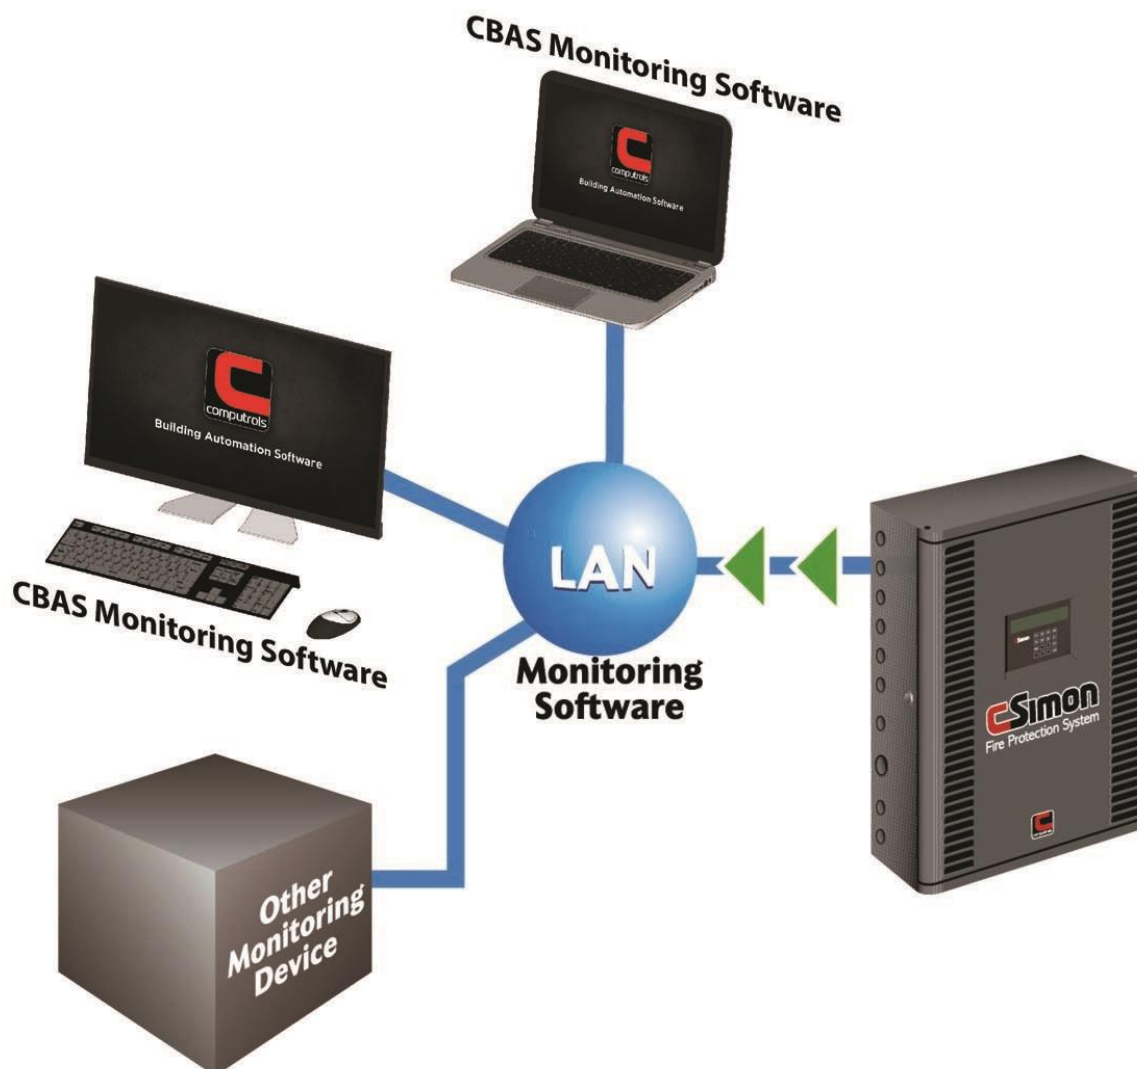 CBAS Monitoring Software
computrols
Building Automation Software
computrols
Building Automation Software
CBAS Monitoring Software
LAN
Monitoring
Software
CSimon
Fire Protection System
Other
Monitoring
Device